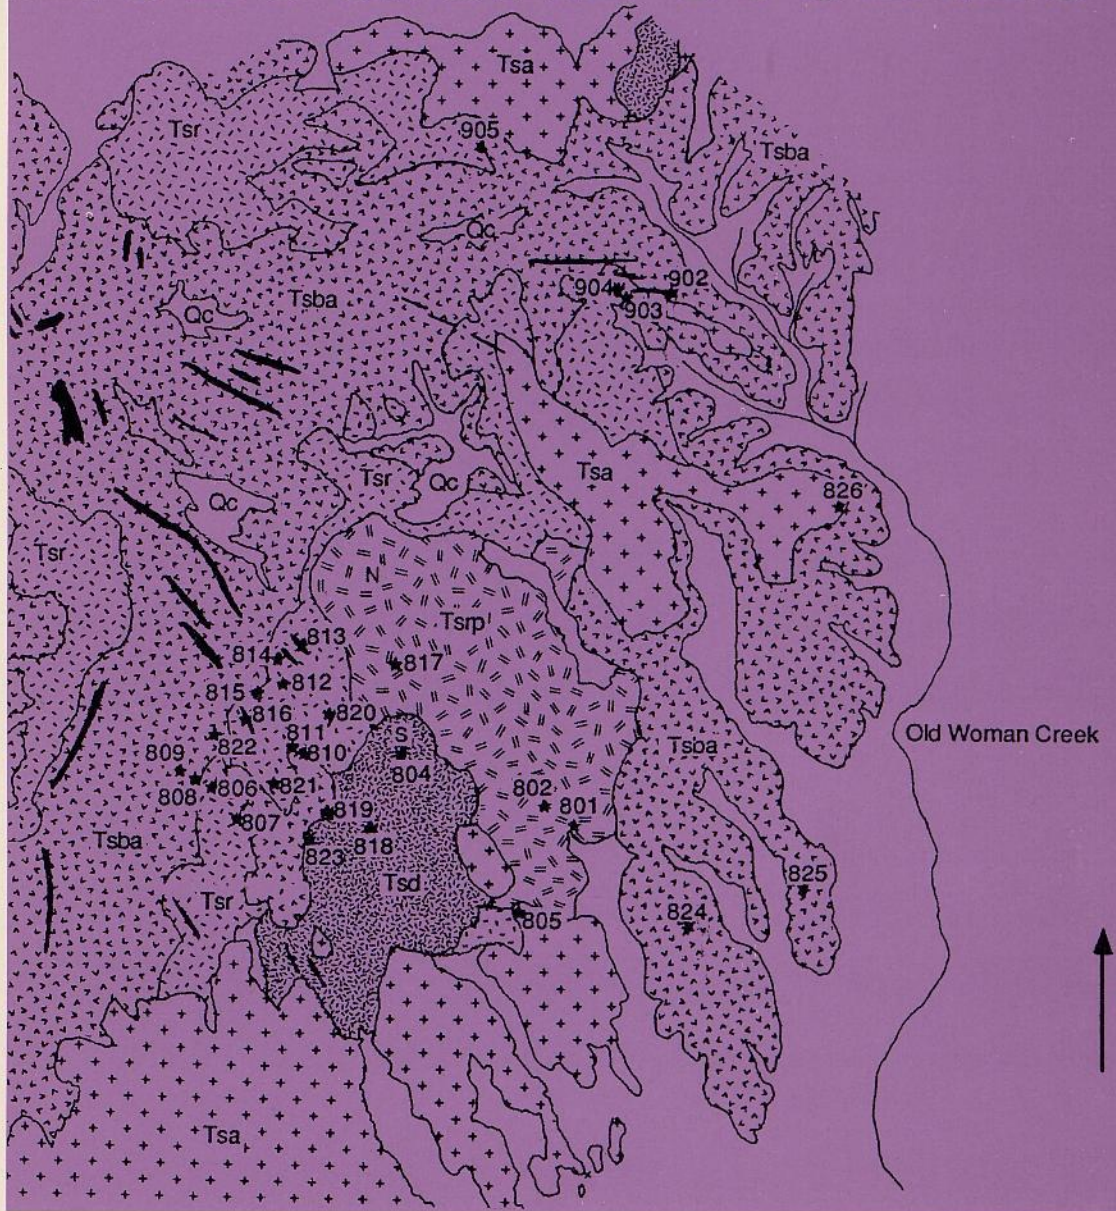 Tsa
Tsr
905
Tsba
Qc
902
Tsba
904
903
Qc
Tsr
Qc
Tsa
826
Qc
Tsr
N
Tsrp
813
814
817
812
815
816
820
S
Tsba
Old Woman Creek
811
822
810
809
804
808
806
821
802
801
807
819
Tsba
823
818
825
Tsd
Tsr
824
805
Tsa